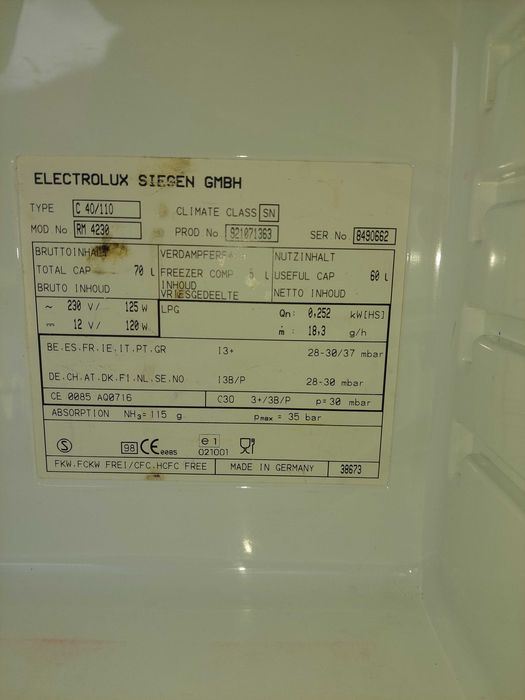 ELECTROLUX SIEGEN GMBH
TYPE C 40/110 CLIMATE CLASS SN
MOD.No RM 4230 PROD No. 921071363 SER No. 8490662
BRUTTOINHALT VERDAMPFERF NUTZINHALT
TOTAL CAP 70 L FREEZER COMP 5 L USEFUL CAP 60 L
BRUTO INHOUD INHOUD VRIESGEDEELTE NETTO INHOUD
~ 230 V/ 125 W LPG Qn: 0,252 kW[HS]
⎓ 12 V/ 120 W ṁ: 18,3 g/h
BE.ES.FR.IE.IT.PT.GR I3+ 28-30/37 mbar
DE.CH.AT.DK.FI.NL.SE.NO I3B/P 28-30 mbar
CE 0085 AQ0716 C30 3+/3B/P p=30 mbar
ABSORPTION NH₃= 115 g pmax = 35 bar
S 98 CE 0085 e1 021001
FKW.FCKW FREI/CFC.HCFC FREE MADE IN GERMANY 38673